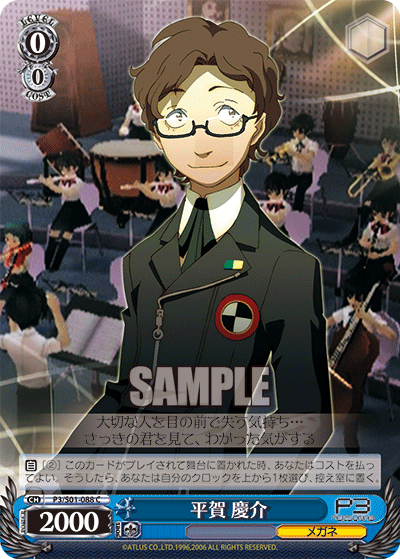 LEVEL
0
0
COST
SAMPLE
大切な人を目の前で失う気持ち…
さっきの君を見て、わかった気がする
[②] このカードがプレイされて舞台に置かれた時、あなたはコストを払っ
てよい。そうしたら、あなたは自分のクロックを上から1枚選び、控え室に置く。
CH
P3/S01-088 C
P3
2000
平賀 慶介
メガネ
©ATLUS CO.,LTD.1996,2006 ALL RIGHTS RESERVED.